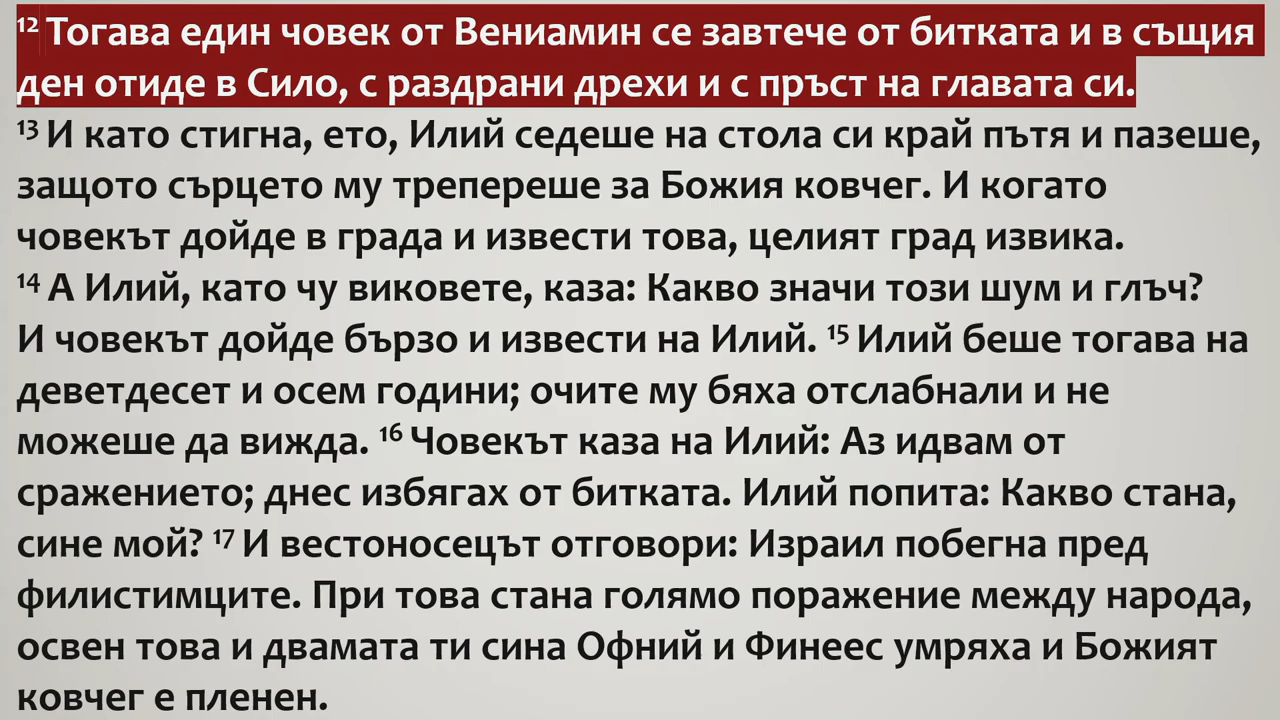 ¹² Тогава един човек от Вениамин се завтече от битката и в същия
ден отиде в Сило, с раздрани дрехи и с пръст на главата си.
¹³ И като стигна, ето, Илий седеше на стола си край пътя и пазеше,
защото сърцето му трепереше за Божия ковчег. И когато
човекът дойде в града и извести това, целият град извика.
¹⁴ А Илий, като чу виковете, каза: Какво значи този шум и глъч?
И човекът дойде бързо и извести на Илий. ¹⁵ Илий беше тогава на
деветдесет и осем години; очите му бяха отслабнали и не
можеше да вижда. ¹⁶ Човекът каза на Илий: Аз идвам от
сражението; днес избягах от битката. Илий попита: Какво стана,
сине мой? ¹⁷ И вестоносецът отговори: Израил побегна пред
филистимците. При това стана голямо поражение между народа,
освен това и двамата ти сина Офний и Финеес умряха и Божият
ковчег е пленен.